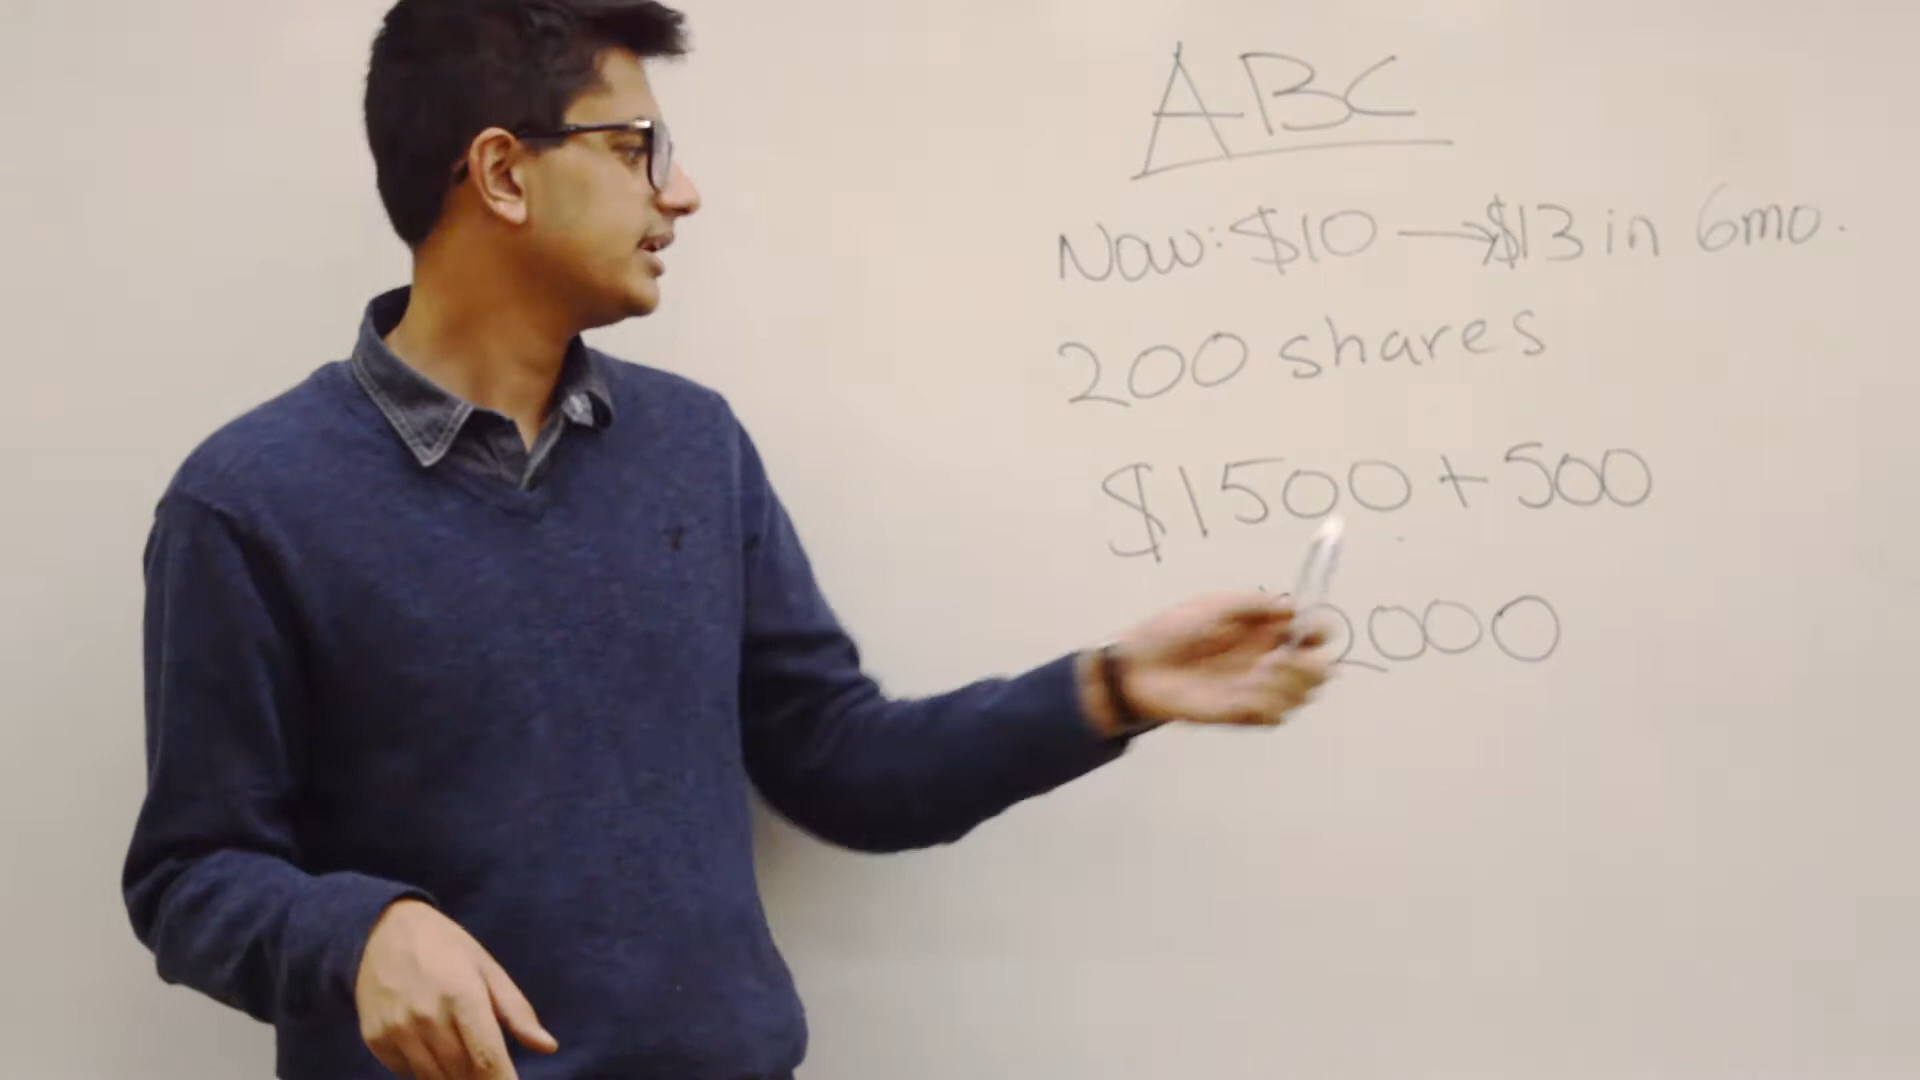 ABC
Now: $10 → $13 in 6mo.
200 shares
$1500 + 500
2000